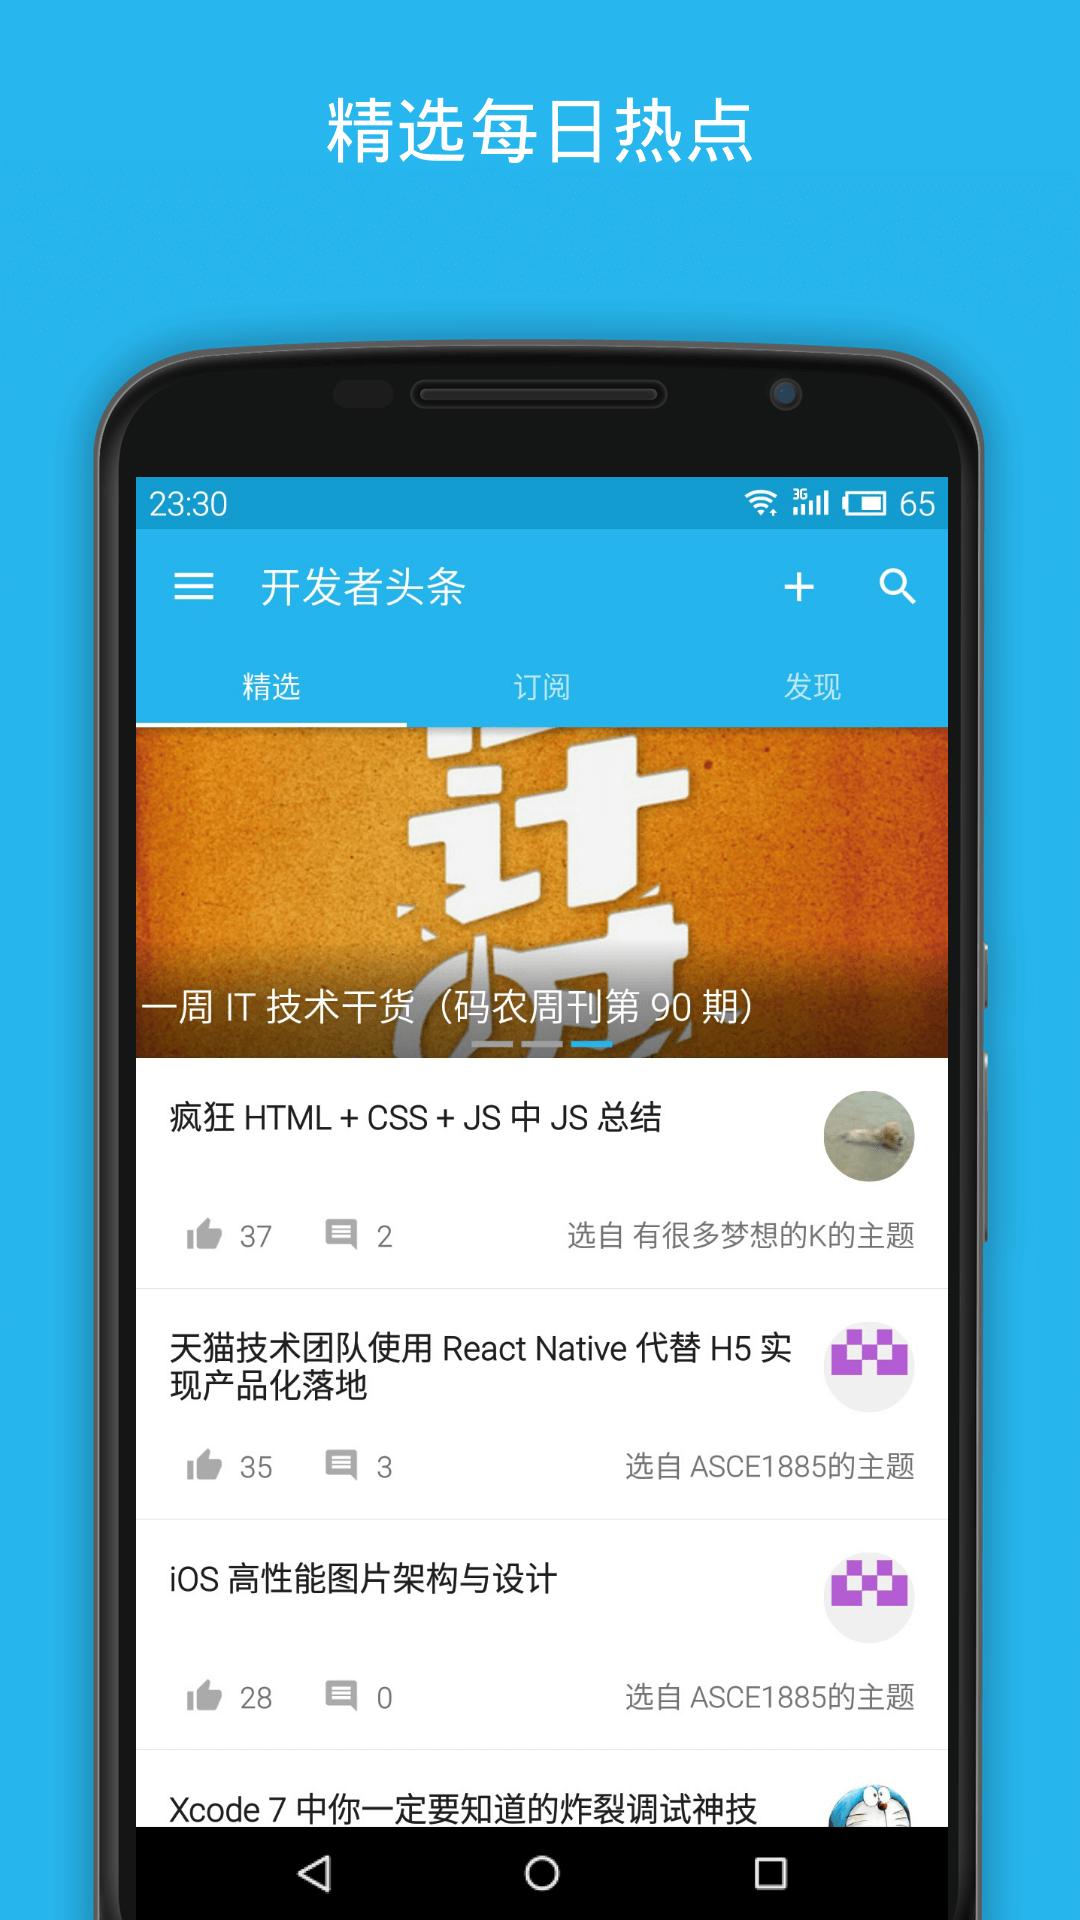 精选每日热点
23:30
3G
65
开发者头条
精选
订阅
发现
一周 IT 技术干货（码农周刊第 90 期）
疯狂 HTML + CSS + JS 中 JS 总结
37
2
选自 有很多梦想的K的主题
天猫技术团队使用 React Native 代替 H5 实
现产品化落地
35
3
选自 ASCE1885的主题
iOS 高性能图片架构与设计
28
0
选自 ASCE1885的主题
Xcode 7 中你一定要知道的炸裂调试神技